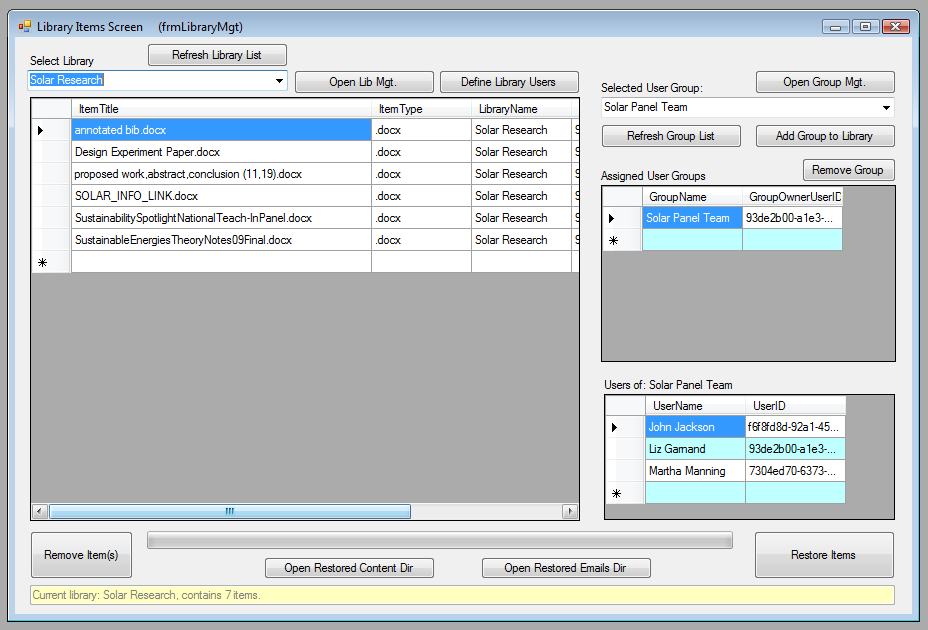 Library Items Screen (frmLibraryMgt)
Select Library
Refresh Library List
Solar Research
Open Lib Mgt.
Define Library Users
ItemTitle ItemType LibraryName
annotated bib.docx .docx Solar Research S
Design Experiment Paper.docx .docx Solar Research S
proposed work,abstract,conclusion (11,19).docx .docx Solar Research S
SOLAR_INFO_LINK.docx .docx Solar Research S
SustainabilitySpotlightNationalTeach-InPanel.docx .docx Solar Research S
SustainableEnergiesTheoryNotes09Final.docx .docx Solar Research S
Selected User Group:
Open Group Mgt.
Solar Panel Team
Refresh Group List
Add Group to Library
Assigned User Groups
Remove Group
GroupName GroupOwnerUserID
Solar Panel Team 93de2b00-a1e3-...
Users of: Solar Panel Team
UserName UserID
John Jackson f6f8fd8d-92a1-45...
Liz Gamand 93de2b00-a1e3-...
Martha Manning 7304ed70-6373-...
Remove Item(s)
Open Restored Content Dir
Open Restored Emails Dir
Restore Items
Current library: Solar Research, contains 7 items.